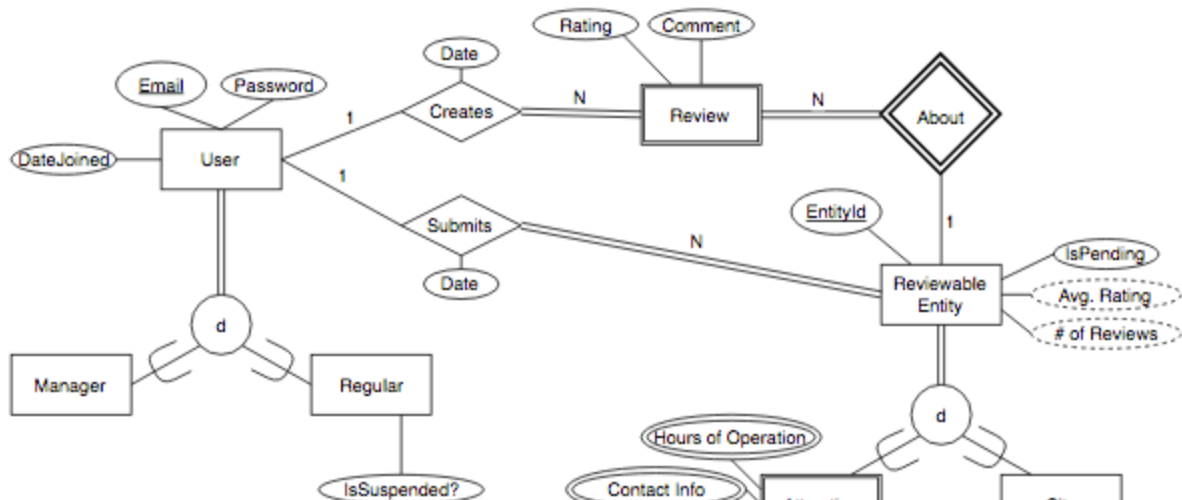 Rating
Comment
Date
Email
Password
Creates
N
Review
N
About
1
DateJoined
User
1
Submits
N
EntityId
1
IsPending
Date
Reviewable
Entity
Avg. Rating
# of Reviews
d
Manager
Regular
d
Hours of Operation
IsSuspended?
Contact Info